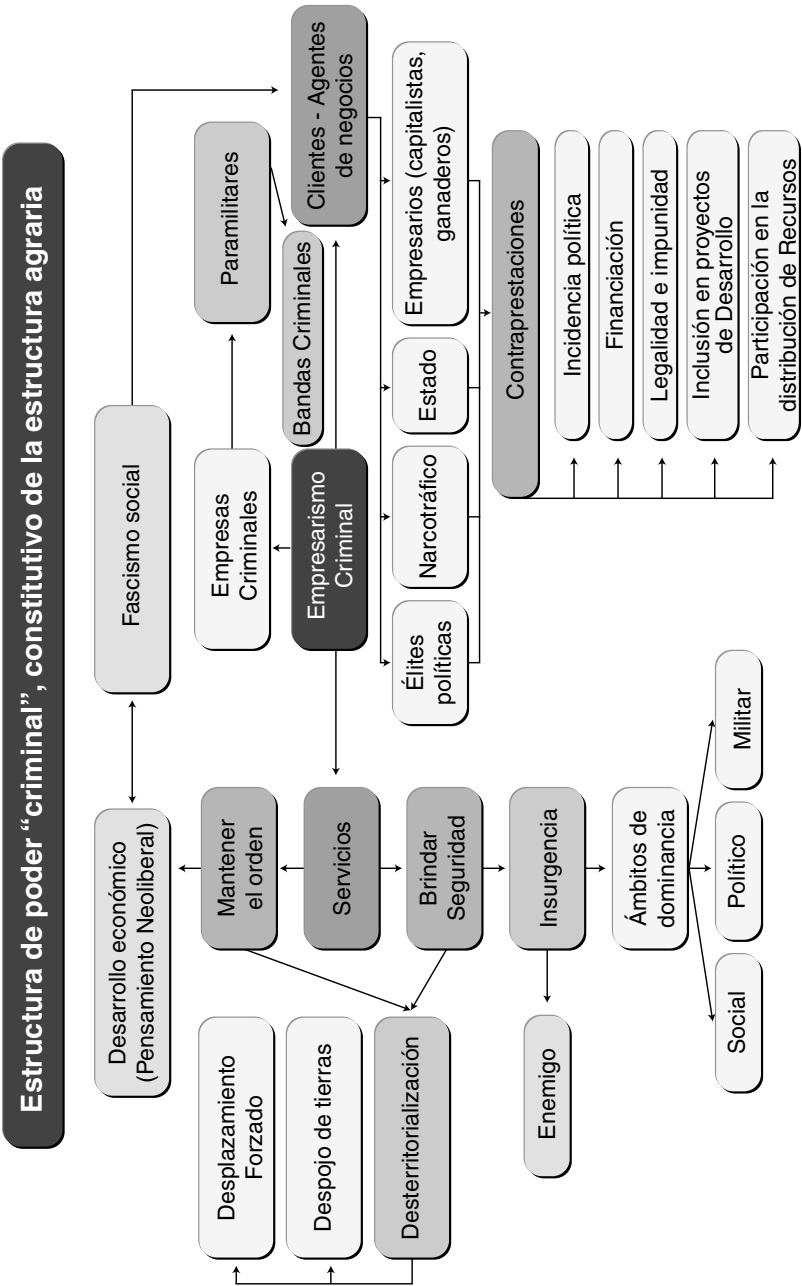 Estructura de poder “criminal”, constitutivo de la estructura agraria
Desarrollo económico
(Pensamiento Neoliberal)
Fascismo social
Desplazamiento
Forzado
Mantener
el orden
Empresas
Criminales
Paramilitares
Despojo de tierras
Servicios
Empresarismo
Criminal
Bandas Criminales
Clientes - Agentes
de negocios
Desterritorialización
Brindar
Seguridad
Élites
políticas
Narcotráfico
Estado
Empresarios (capitalistas,
ganaderos)
Enemigo
Insurgencia
Contraprestaciones
Ámbitos de
dominancia
Incidencia política
Financiación
Legalidad e impunidad
Social
Político
Militar
Inclusión en proyectos
de Desarrollo
Participación en la
distribución de Recursos